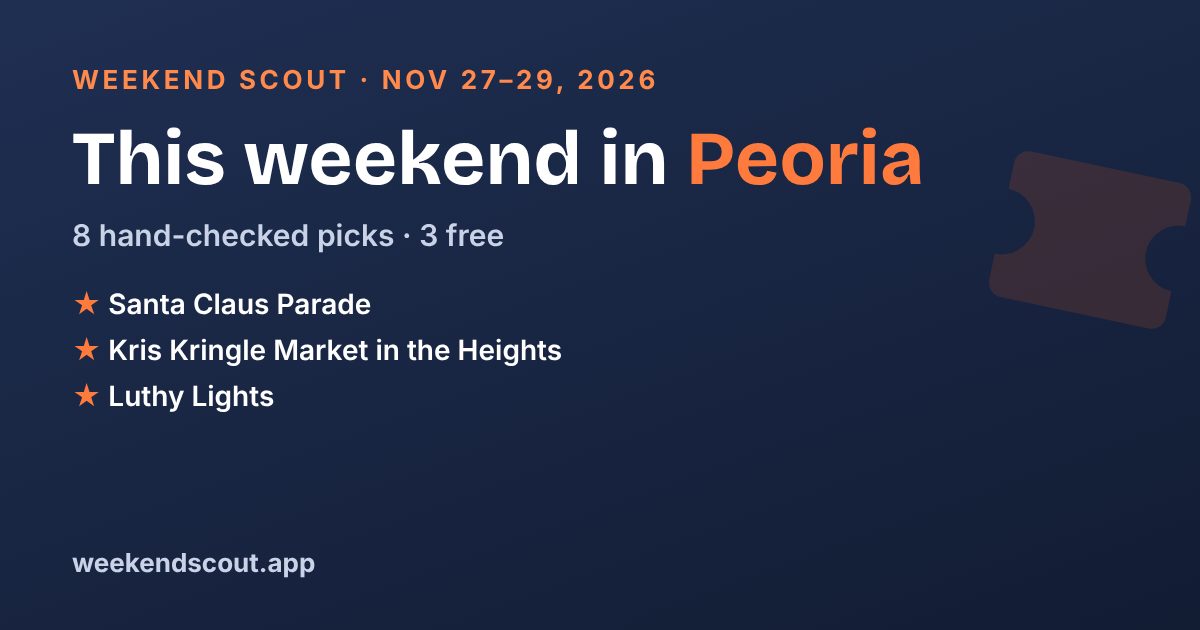 WEEKEND SCOUT · NOV 27–29, 2026
This weekend in Peoria
8 hand-checked picks · 3 free
★ Santa Claus Parade
★ Kris Kringle Market in the Heights
★ Luthy Lights
weekendscout.app